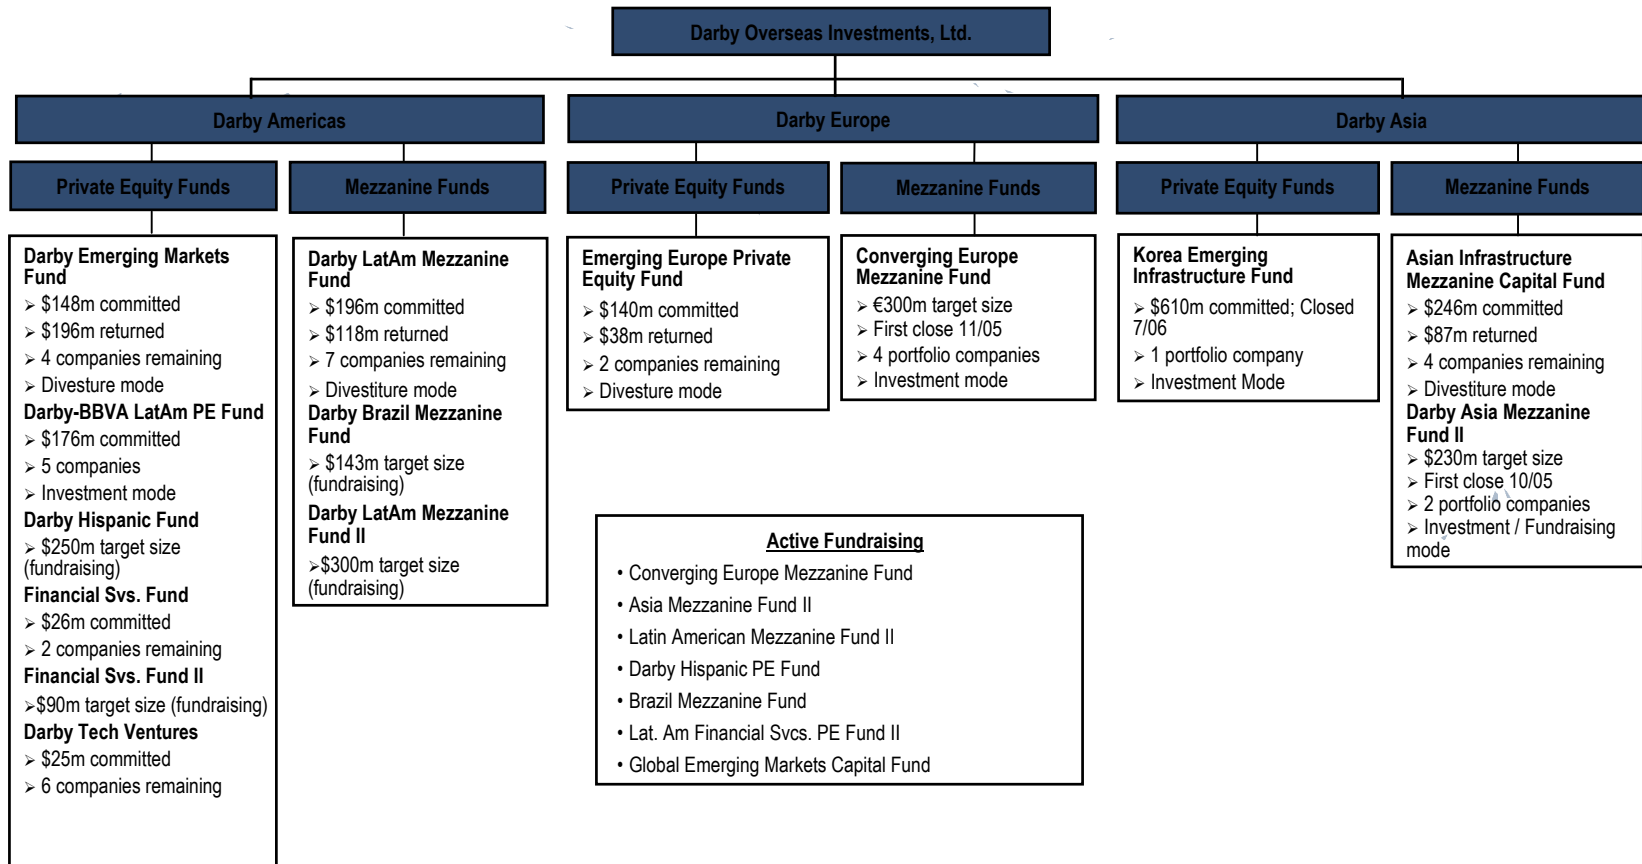 Darby Overseas Investments, Ltd.
Darby Americas
Darby Europe
Darby Asia
Private Equity Funds
Mezzanine Funds
Private Equity Funds
Mezzanine Funds
Private Equity Funds
Mezzanine Funds
Darby Emerging Markets
Fund
➢ $148m committed
➢ $196m returned
➢ 4 companies remaining
➢ Divesture mode
Darby-BBVA LatAm PE Fund
➢ $176m committed
➢ 5 companies
➢ Investment mode
Darby Hispanic Fund
➢ $250m target size
(fundraising)
Financial Svs. Fund
➢ $26m committed
➢ 2 companies remaining
Financial Svs. Fund II
➢$90m target size (fundraising)
Darby Tech Ventures
➢ $25m committed
➢ 6 companies remaining
Darby LatAm Mezzanine
Fund
➢ $196m committed
➢ $118m returned
➢ 7 companies remaining
➢ Divestiture mode
Darby Brazil Mezzanine
Fund
➢ $143m target size
(fundraising)
Darby LatAm Mezzanine
Fund II
➢$300m target size
(fundraising)
Emerging Europe Private
Equity Fund
➢ $140m committed
➢ $38m returned
➢ 2 companies remaining
➢ Divesture mode
Converging Europe
Mezzanine Fund
➢ €300m target size
➢ First close 11/05
➢ 4 portfolio companies
➢ Investment mode
Korea Emerging
Infrastructure Fund
➢ $610m committed; Closed
7/06
➢ 1 portfolio company
➢ Investment Mode
Asian Infrastructure
Mezzanine Capital Fund
➢ $246m committed
➢ $87m returned
➢ 4 companies remaining
➢ Divestiture mode
Darby Asia Mezzanine
Fund II
➢ $230m target size
➢ First close 10/05
➢ 2 portfolio companies
➢ Investment / Fundraising
mode
Active Fundraising
• Converging Europe Mezzanine Fund
• Asia Mezzanine Fund II
• Latin American Mezzanine Fund II
• Darby Hispanic PE Fund
• Brazil Mezzanine Fund
• Lat. Am Financial Svcs. PE Fund II
• Global Emerging Markets Capital Fund